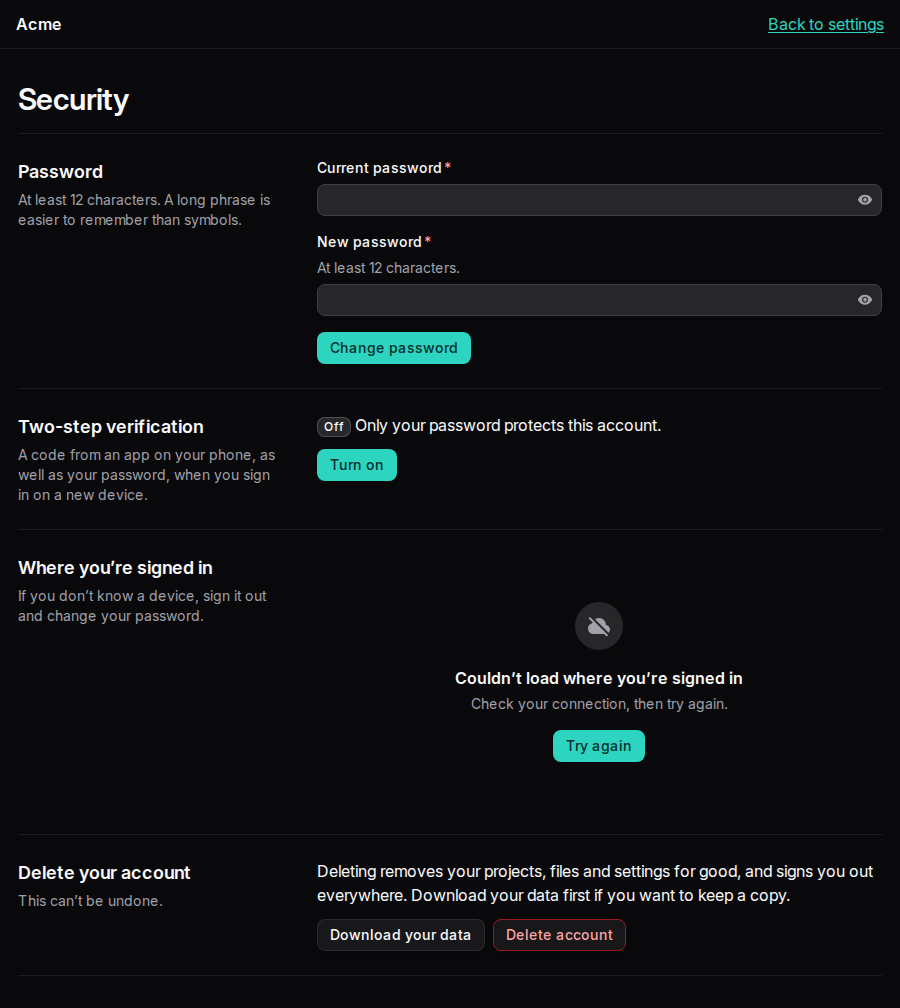 Acme
Back to settings
Security
Password
At least 12 characters. A long phrase is
easier to remember than symbols.
Current password *
New password *
At least 12 characters.
Change password
Two-step verification
A code from an app on your phone, as
well as your password, when you sign
in on a new device.
Off Only your password protects this account.
Turn on
Where you’re signed in
If you don’t know a device, sign it out
and change your password.
Couldn’t load where you’re signed in
Check your connection, then try again.
Try again
Delete your account
This can’t be undone.
Deleting removes your projects, files and settings for good, and signs you out
everywhere. Download your data first if you want to keep a copy.
Download your data
Delete account